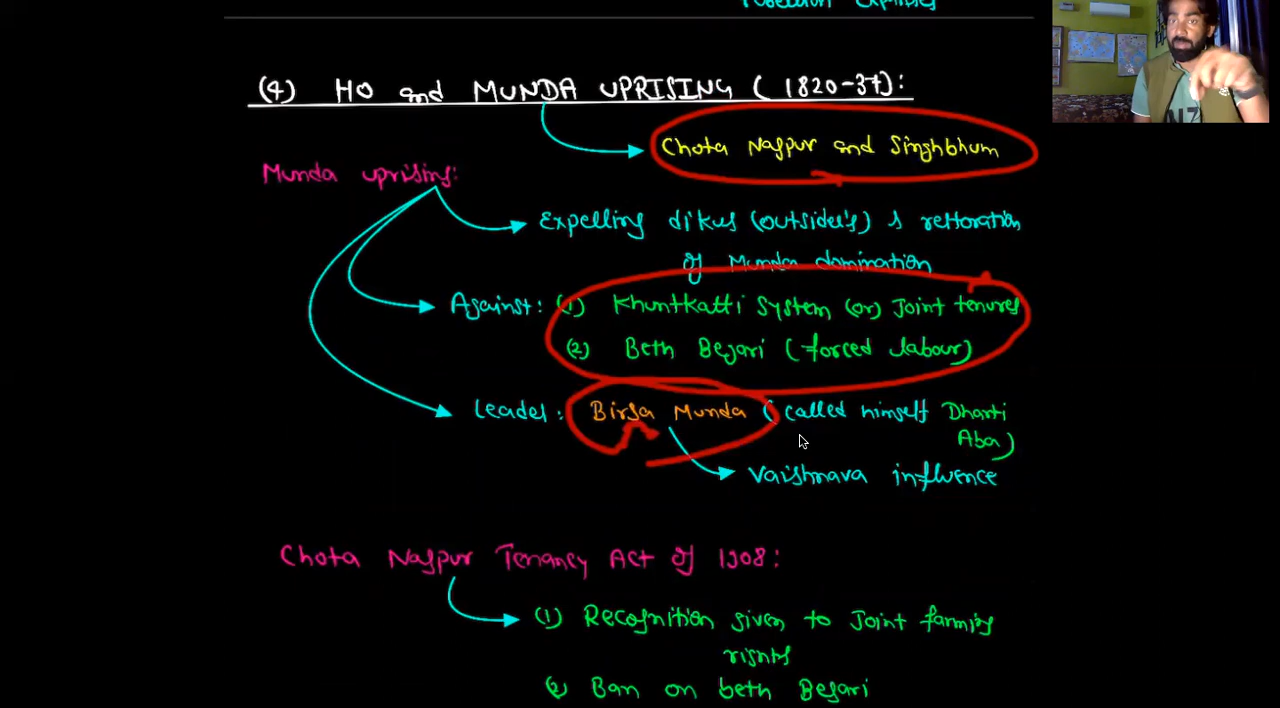 (4) HO and MUNDA UPRISING ( 1820-37):
Chota Nagpur and Singhbhum
Munda uprising:
Expelling dikus (outsider's) & restoration
of Munda domination
Against: (1) Khuntkatti System (or) Joint tenures
(2) Beth Begari (forced labour)
Leader: Birsa Munda (called himself Dharti
Aba)
Vaishnava influence
Chota Nagpur Tenancy Act of 1908:
(1) Recognition given to Joint farming
rights
(2) Ban on beth Begari